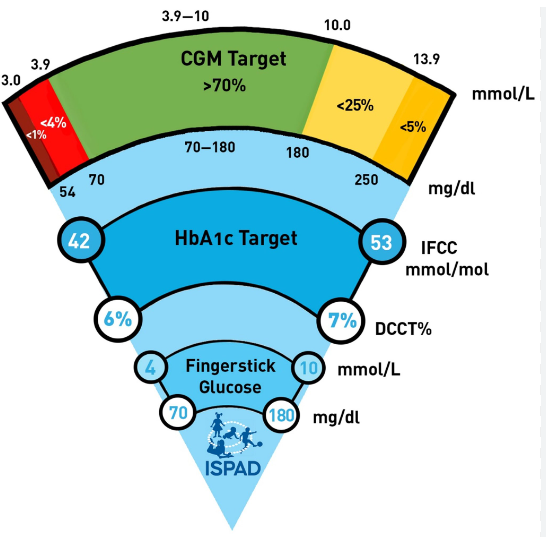 3.9—10
10.0
3.9
13.9
3.0
CGM Target
>70%
mmol/L
<1%
<4%
<25%
<5%
70—180
180
54
70
250
mg/dl
42
HbA1c Target
53
IFCC
mmol/mol
6%
7%
DCCT%
4
Fingerstick
Glucose
10
mmol/L
70
180
mg/dl
ISPAD